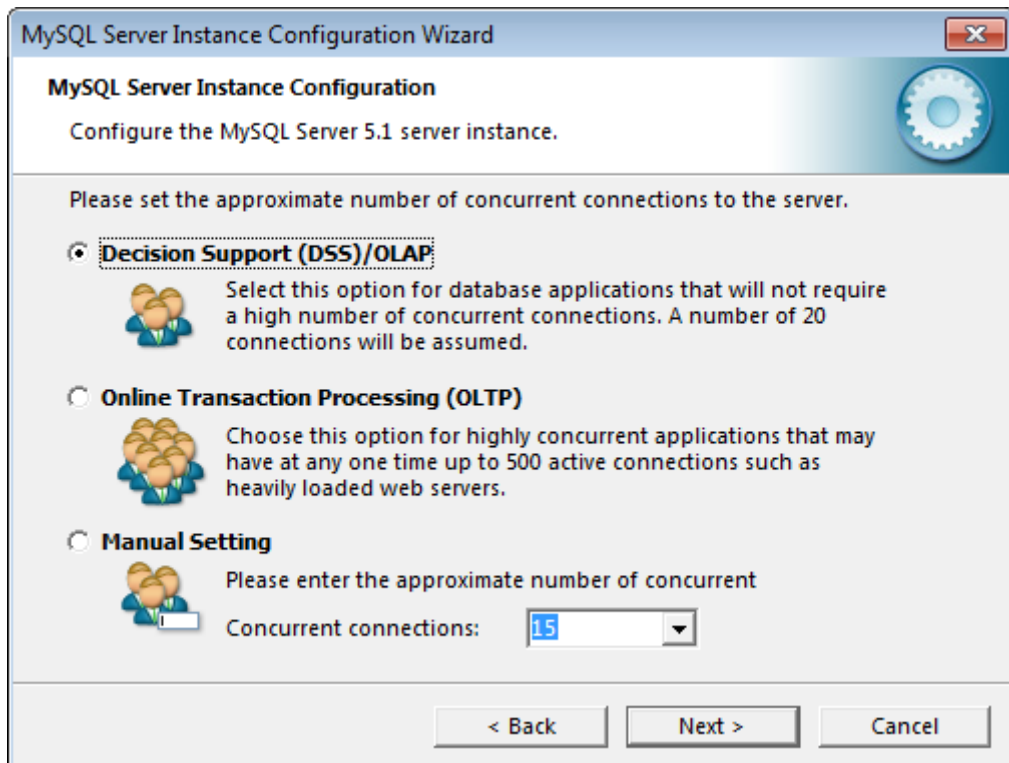 MySQL Server Instance Configuration Wizard
MySQL Server Instance Configuration
Configure the MySQL Server 5.1 server instance.
Please set the approximate number of concurrent connections to the server.
Decision Support (DSS)/OLAP
Select this option for database applications that will not require
a high number of concurrent connections. A number of 20
connections will be assumed.
Online Transaction Processing (OLTP)
Choose this option for highly concurrent applications that may
have at any one time up to 500 active connections such as
heavily loaded web servers.
Manual Setting
Please enter the approximate number of concurrent
Concurrent connections: 15
< Back Next > Cancel